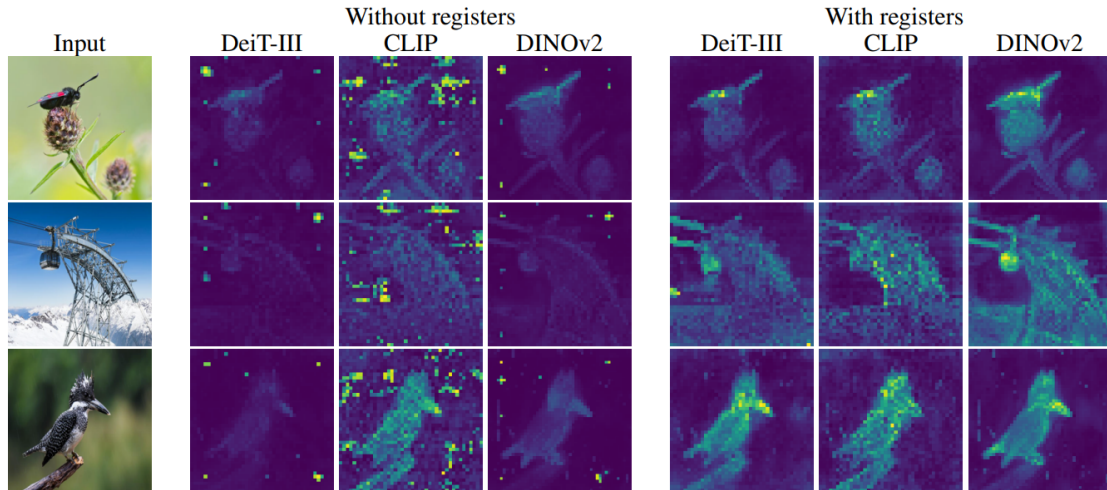 Without registers
With registers
Input
DeiT-III
CLIP
DINOv2
DeiT-III
CLIP
DINOv2